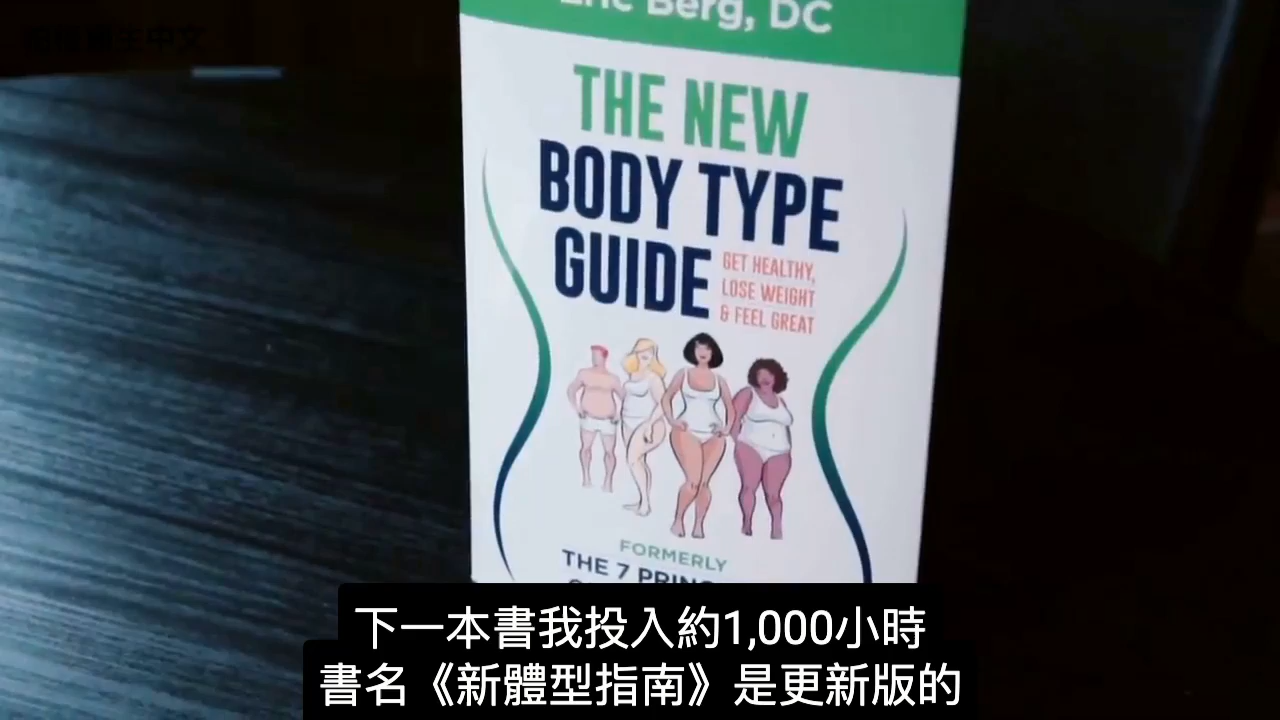 Eric Berg, DC
THE NEW
BODY TYPE
GUIDE
GET HEALTHY,
LOSE WEIGHT
& FEEL GREAT
FORMERLY
THE 7
下一本書我投入約1,000小時
書名《新體型指南》是更新版的